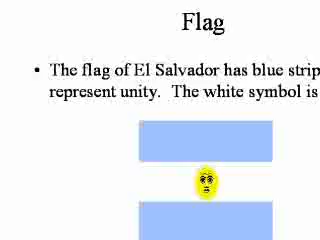 Flag
• The flag of El Salvador has blue strip
represent unity. The white symbol is